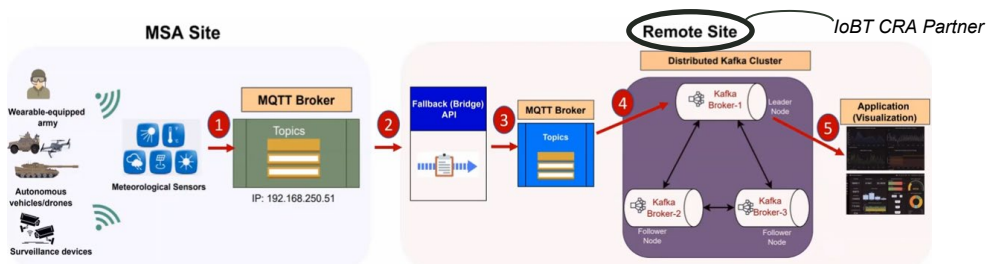 MSA Site
Remote Site
IoBT CRA Partner
Wearable-equipped
army
Autonomous
vehicles/drones
Surveillance devices
Meteorological Sensors
1
MQTT Broker
Topics
IP: 192.168.250.51
2
Fallback (Bridge)
API
3
MQTT Broker
Topics
4
Distributed Kafka Cluster
Kafka
Broker-1
Leader
Node
Kafka
Broker-2
Follower
Node
Kafka
Broker-3
Follower
Node
5
Application
(Visualization)